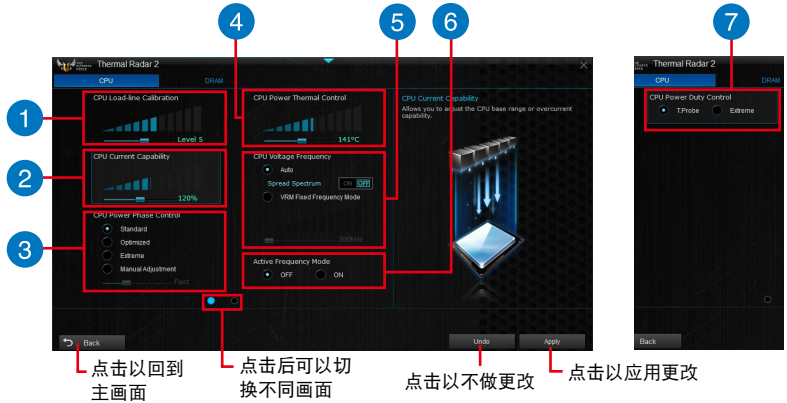 4
5
6
7
THE
ULTIMATE
FORCE
Thermal Radar 2
CPU
DRAM
1
CPU Load-line Calibration
Level 5
2
CPU Current Capability
120%
3
CPU Power Phase Control
Standard
Optimized
Extreme
Manual Adjustment
Fast
CPU Power Thermal Control
141°C
CPU Voltage Frequency
Auto
Spread Spectrum
ON OFF
VRM Fixed Frequency Mode
300kHz
Active Frequency Mode
OFF
ON
CPU Current Capability
Allows you to adjust the CPU base range or overcurrent
capability.
Back
Undo
Apply
Thermal Radar 2
CPU
DRAM
CPU Power Duty Control
T.Probe
Extreme
Back
点击以回到
主画面
点击后可以切
换不同画面
点击以不做更改
点击以应用更改